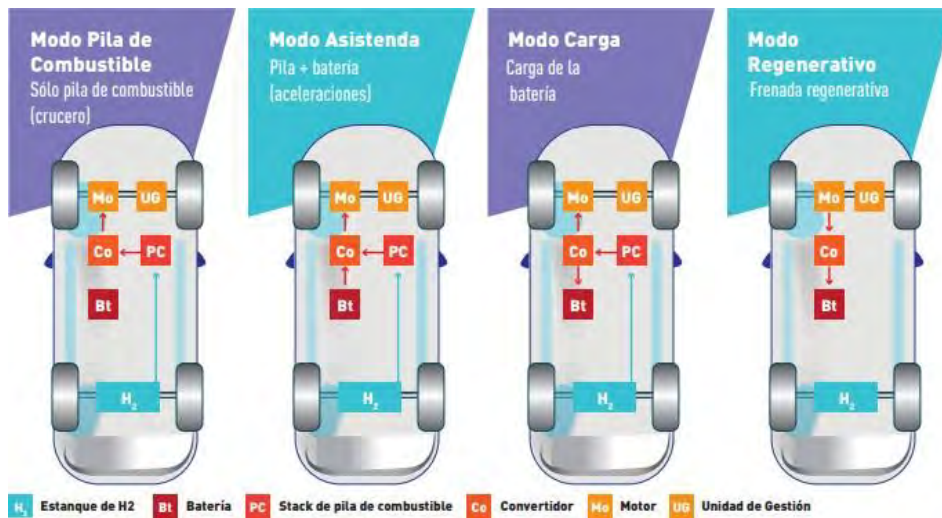 Modo Pila de
Combustible
Sólo pila de combustible
(crucero)
Mo
UG
Co
PC
Bt
H₂
Modo Asistenda
Pila + batería
(aceleraciones)
Mo
UG
Co
PC
Bt
H₂
Modo Carga
Carga de la
batería
Mo
UG
Co
PC
Bt
H₂
Modo
Regenerativo
Frenada regenerativa
Mo
UG
Co
Bt
H₂
H₂ Estanque de H2 Bt Batería PC Stack de pila de combustible Co Convertidor Mo Motor UG Unidad de Gestión